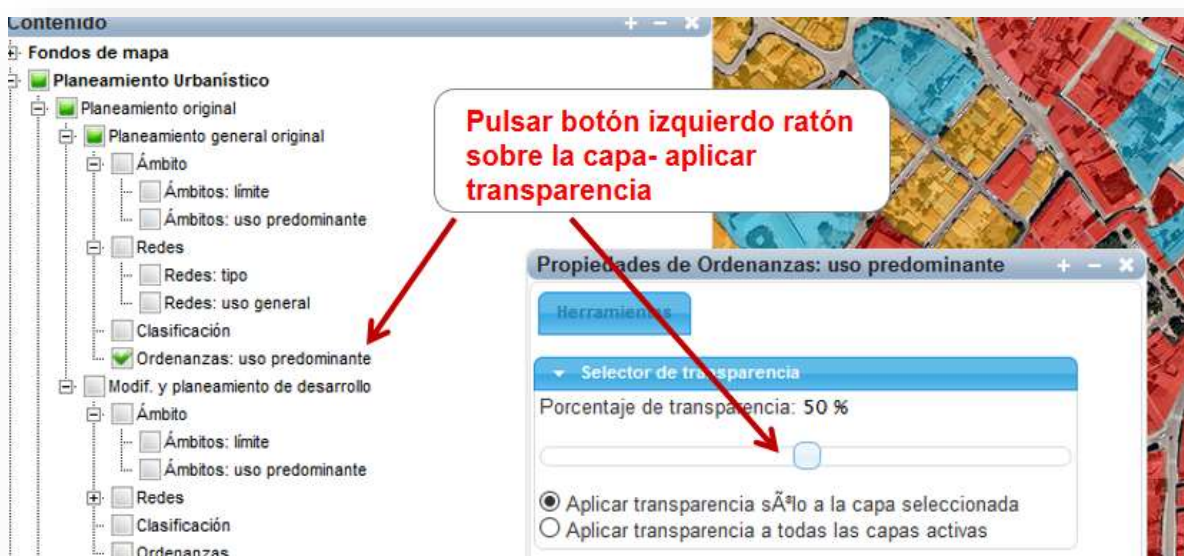 Contenido
Fondos de mapa
Planeamiento Urbanístico
Planeamiento original
Planeamiento general original
Ámbito
Ámbitos: límite
Ámbitos: uso predominante
Redes
Redes: tipo
Redes: uso general
Clasificación
Ordenanzas: uso predominante
Modif. y planeamiento de desarrollo
Ámbito
Ámbitos: límite
Ámbitos: uso predominante
Redes
Clasificación
Ordenanzas
Pulsar botón izquierdo ratón
sobre la capa- aplicar
transparencia
Propiedades de Ordenanzas: uso predominante
Herramientas
Selector de transparencia
Porcentaje de transparencia: 50 %
Aplicar transparencia sÃªlo a la capa seleccionada
Aplicar transparencia a todas las capas activas